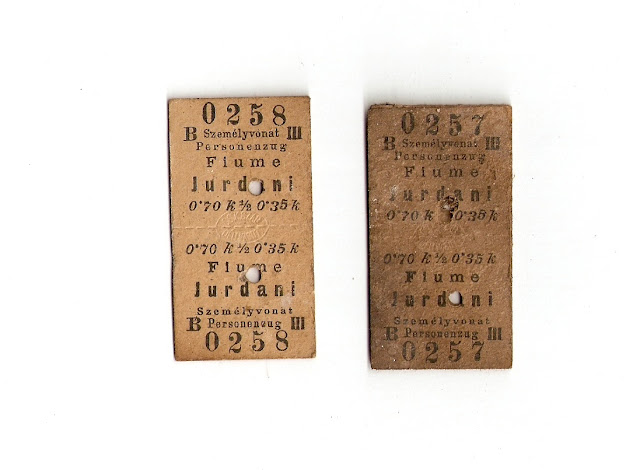 0258
B Személyvonat III
Personenzug
Fiume
Jurdani
0·70 k ½ 0·35 k
0·70 k ½ 0·35 k
Fiume
Jurdani
Személyvonat
B Personenzug III
0258
0257
B Személyvonat III
Personenzug
Fiume
Jurdani
0·70 k 0·35 k
0·70 k ½ 0·35 k
Fiume
Jurdani
Személyvonat
B Personenzug III
0257